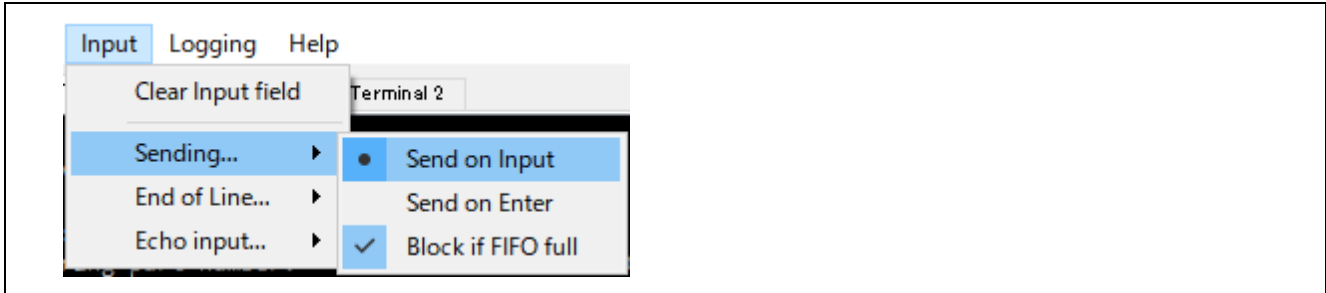 Input Logging Help
Clear Input field
Terminal 2
Sending...
Send on Input
End of Line...
Send on Enter
Echo input...
Block if FIFO full